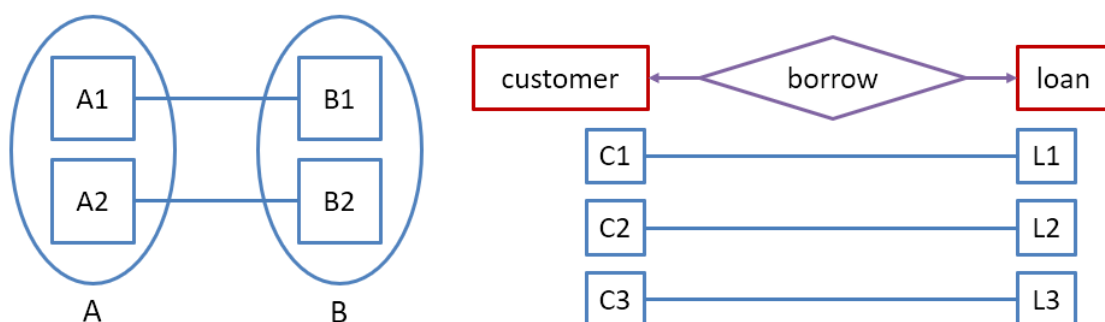 A1 B1
A2 B2
A B
customer borrow loan
C1 L1
C2 L2
C3 L3